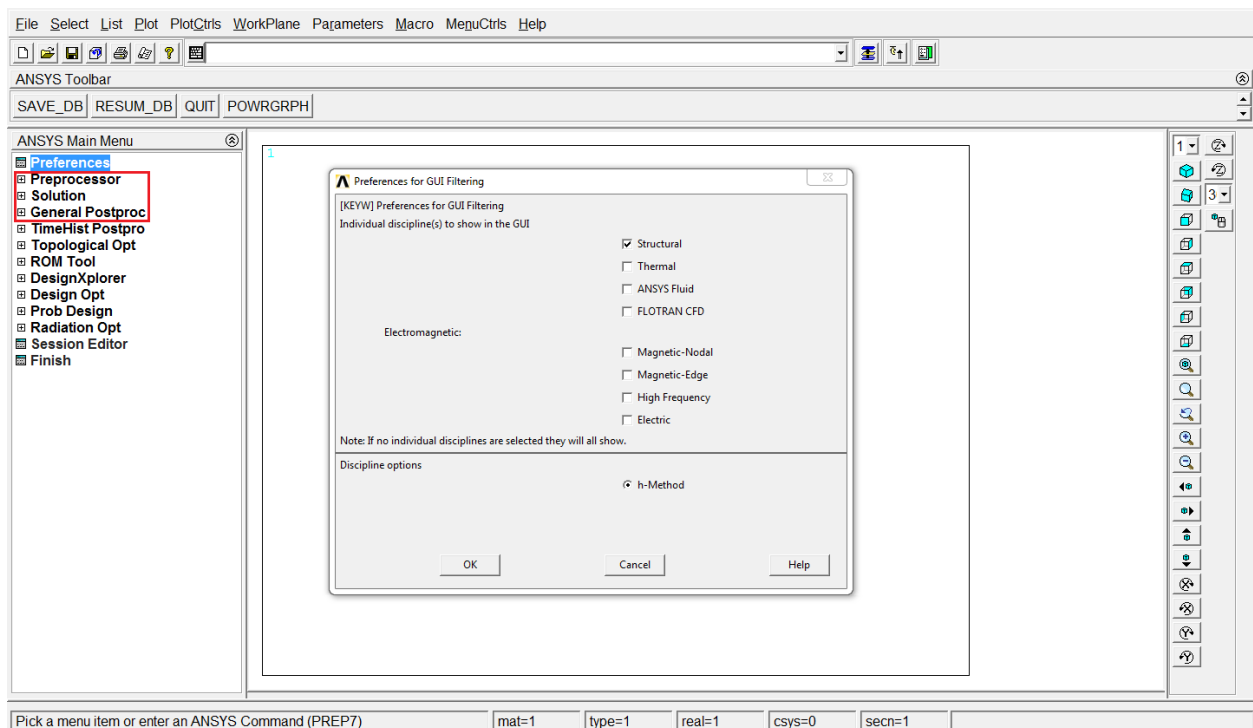 File Select List Plot PlotCtrls WorkPlane Parameters Macro MenuCtrls Help
ANSYS Toolbar
SAVE_DB RESUM_DB QUIT POWRGRPH
ANSYS Main Menu
Preferences
Preprocessor
Solution
General Postproc
TimeHist Postpro
Topological Opt
ROM Tool
DesignXplorer
Design Opt
Prob Design
Radiation Opt
Session Editor
Finish
1
Preferences for GUI Filtering
[KEYW] Preferences for GUI Filtering
Individual discipline(s) to show in the GUI
Structural
Thermal
ANSYS Fluid
FLOTRAN CFD
Electromagnetic:
Magnetic-Nodal
Magnetic-Edge
High Frequency
Electric
Note: If no individual disciplines are selected they will all show.
Discipline options
h-Method
OK Cancel Help
1
3
Pick a menu item or enter an ANSYS Command (PREP7) mat=1 type=1 real=1 csys=0 secn=1